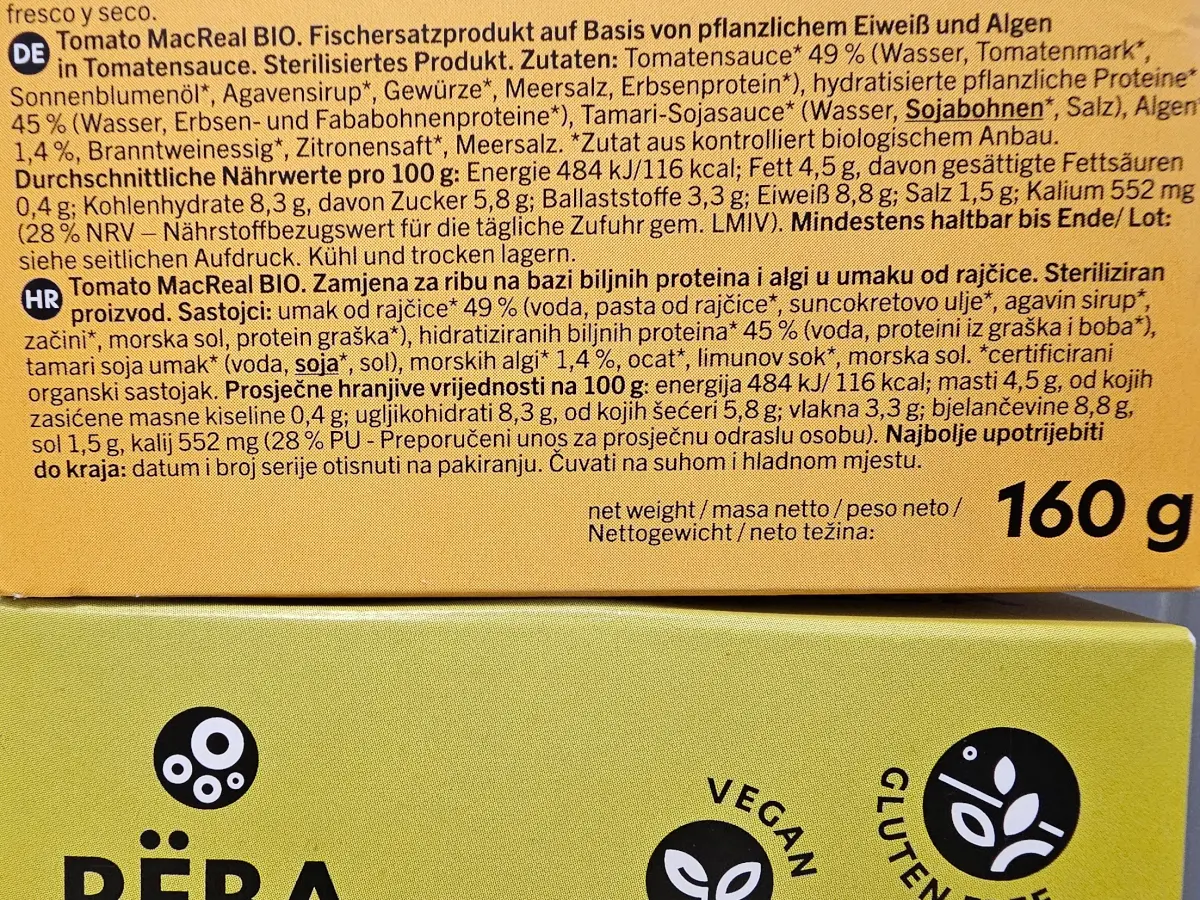 fresco y seco.
DE Tomato MacReal BIO. Fischersatzprodukt auf Basis von pflanzlichem Eiweiß und Algen
in Tomatensauce. Sterilisiertes Produkt. Zutaten: Tomatensauce* 49 % (Wasser, Tomatenmark*,
Sonnenblumenöl*, Agavensirup*, Gewürze*, Meersalz, Erbsenprotein*), hydratisierte pflanzliche Proteine*
45 % (Wasser, Erbsen- und Fababohnenproteine*), Tamari-Sojasauce* (Wasser, Sojabohnen*, Salz), Algen
1,4 %, Branntweinessig*, Zitronensaft*, Meersalz. *Zutat aus kontrolliert biologischem Anbau.
Durchschnittliche Nährwerte pro 100 g: Energie 484 kJ/116 kcal; Fett 4,5 g, davon gesättigte Fettsäuren
0,4 g; Kohlenhydrate 8,3 g, davon Zucker 5,8 g; Ballaststoffe 3,3 g; Eiweiß 8,8 g; Salz 1,5 g; Kalium 552 mg
(28 % NRV – Nährstoffbezugswert für die tägliche Zufuhr gem. LMIV). Mindestens haltbar bis Ende/ Lot:
siehe seitlichen Aufdruck. Kühl und trocken lagern.
HR Tomato MacReal BIO. Zamjena za ribu na bazi biljnih proteina i algi u umaku od rajčice. Steriliziran
proizvod. Sastojci: umak od rajčice* 49 % (voda, pasta od rajčice*, suncokretovo ulje*, agavin sirup*,
začini*, morska sol, protein graška*), hidratiziranih biljnih proteina* 45 % (voda, proteini iz graška i boba*),
tamari soja umak* (voda, soja*, sol), morskih algi* 1,4 %, ocat*, limunov sok*, morska sol. *certificirani
organski sastojak. Prosječne hranjive vrijednosti na 100 g: energija 484 kJ/ 116 kcal; masti 4,5 g, od kojih
zasićene masne kiseline 0,4 g; ugljikohidrati 8,3 g, od kojih šećeri 5,8 g; vlakna 3,3 g; bjelančevine 8,8 g,
sol 1,5 g, kalij 552 mg (28 % PU - Preporučeni unos za prosječnu odraslu osobu). Najbolje upotrijebiti
do kraja: datum i broj serije otisnuti na pakiranju. Čuvati na suhom i hladnom mjestu.
net weight / masa netto / peso neto /
Nettogewicht / neto težina:
160 g
VEGAN
GLUTEN